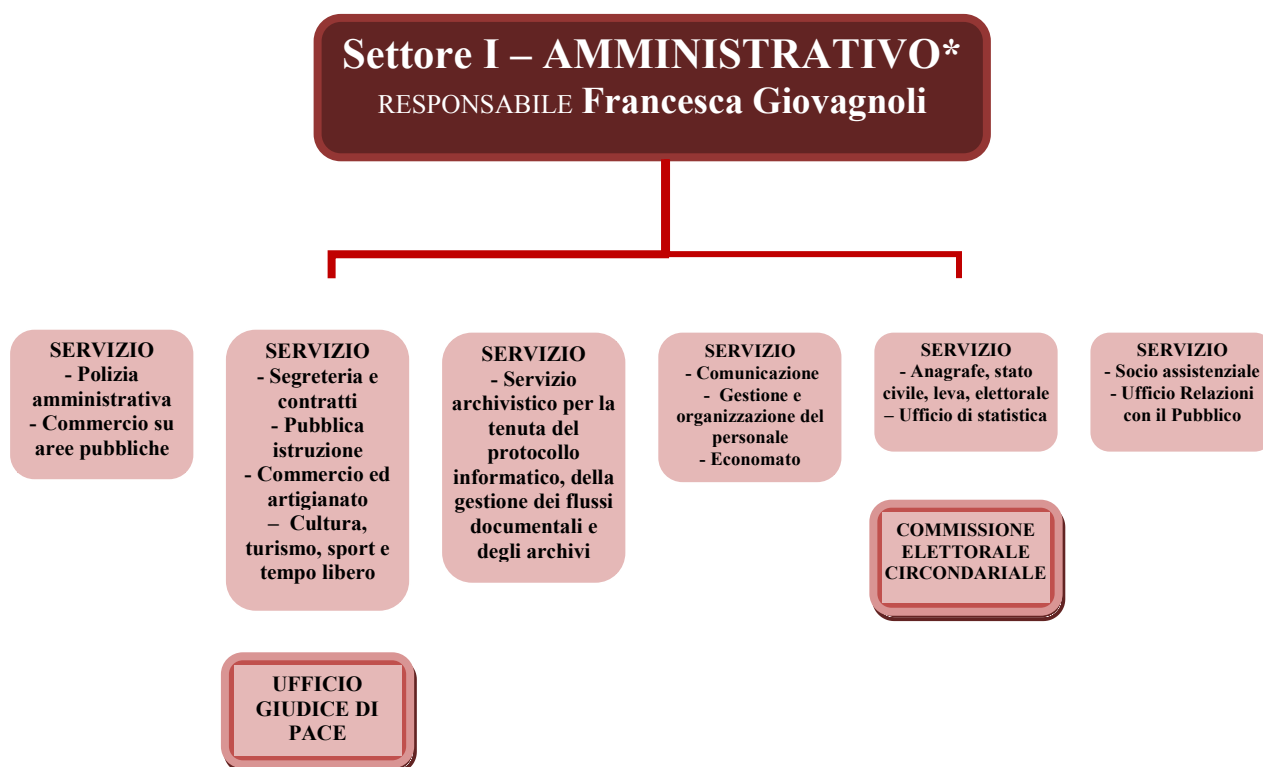 Settore I – AMMINISTRATIVO*
RESPONSABILE Francesca Giovagnoli
SERVIZIO
- Polizia
amministrativa
- Commercio su
aree pubbliche
SERVIZIO
- Segreteria e
contratti
- Pubblica
istruzione
- Commercio ed
artigianato
– Cultura,
turismo, sport e
tempo libero
SERVIZIO
- Servizio
archivistico per la
tenuta del
protocollo
informatico, della
gestione dei flussi
documentali e
degli archivi
SERVIZIO
- Comunicazione
- Gestione e
organizzazione del
personale
- Economato
SERVIZIO
- Anagrafe, stato
civile, leva, elettorale
– Ufficio di statistica
SERVIZIO
- Socio assistenziale
- Ufficio Relazioni
con il Pubblico
COMMISSIONE
ELETTORALE
CIRCONDARIALE
UFFICIO
GIUDICE DI
PACE